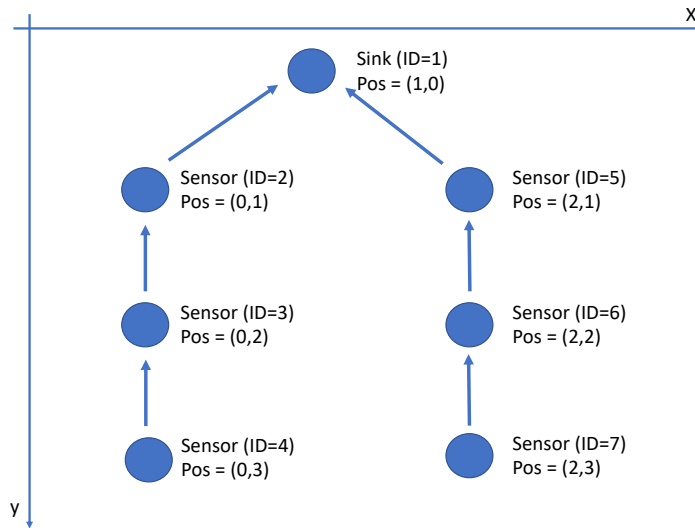 X
Sink (ID=1)
Pos = (1,0)
Sensor (ID=2)
Pos = (0,1)
Sensor (ID=5)
Pos = (2,1)
Sensor (ID=3)
Pos = (0,2)
Sensor (ID=6)
Pos = (2,2)
Sensor (ID=4)
Pos = (0,3)
Sensor (ID=7)
Pos = (2,3)
y